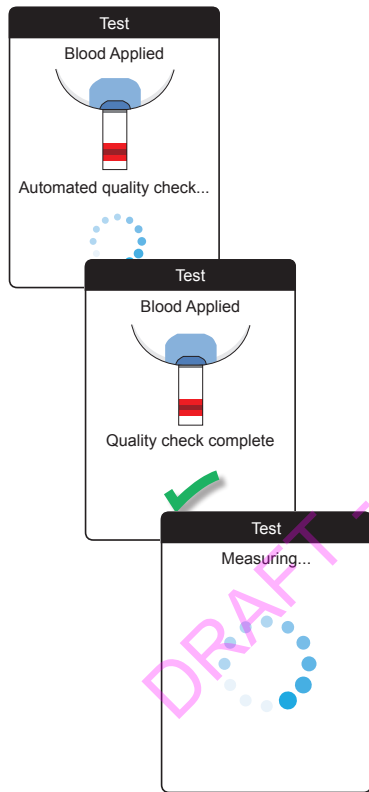 Test
Blood Applied
Automated quality check...
Test
Blood Applied
Quality check complete
Test
Measuring...
DRAFT -